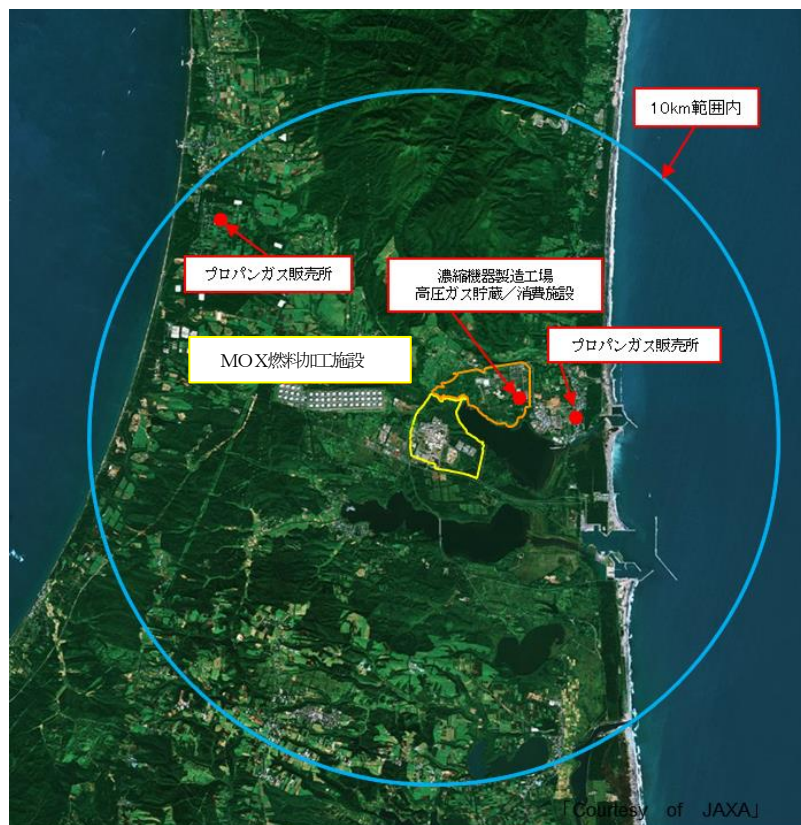 10km範囲内
プロパンガス販売所
濃縮機器製造工場
高圧ガス貯蔵／消費施設
プロパンガス販売所
MOX燃料加工施設
「Courtesy of JAXA」